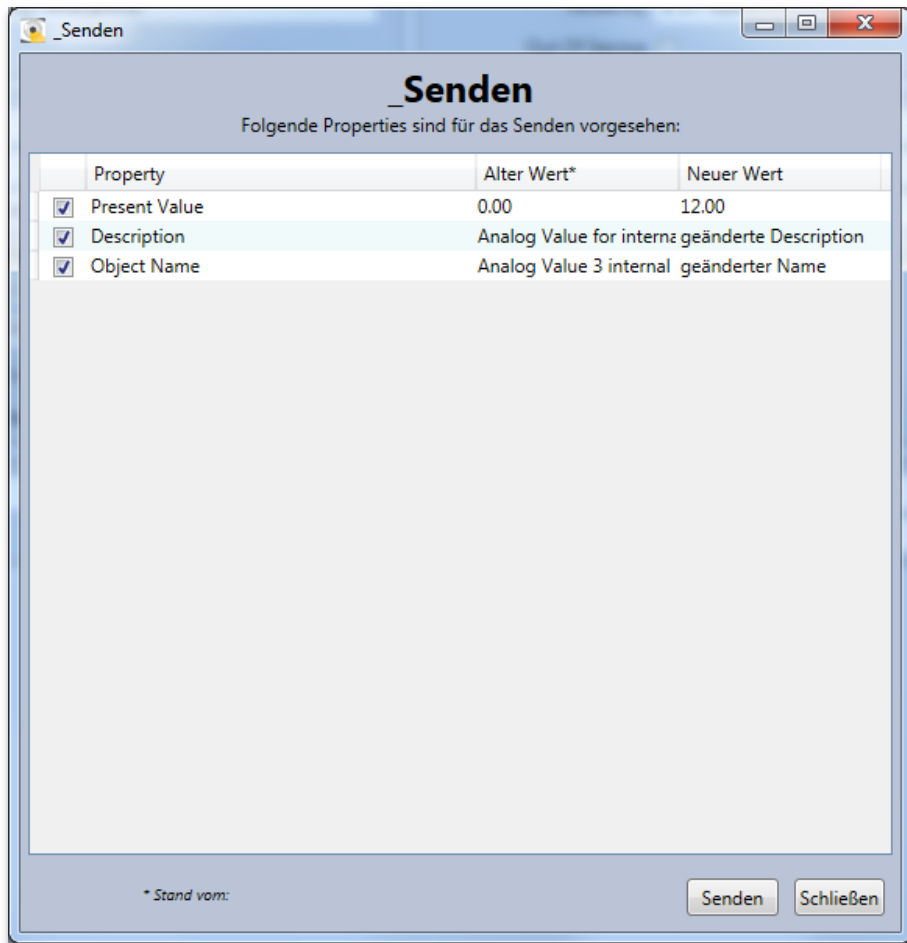 _Senden
_Senden
Folgende Properties sind für das Senden vorgesehen:
Property Alter Wert* Neuer Wert
Present Value 0.00 12.00
Description Analog Value for interna geänderte Description
Object Name Analog Value 3 internal geänderter Name
* Stand vom:
Senden Schließen